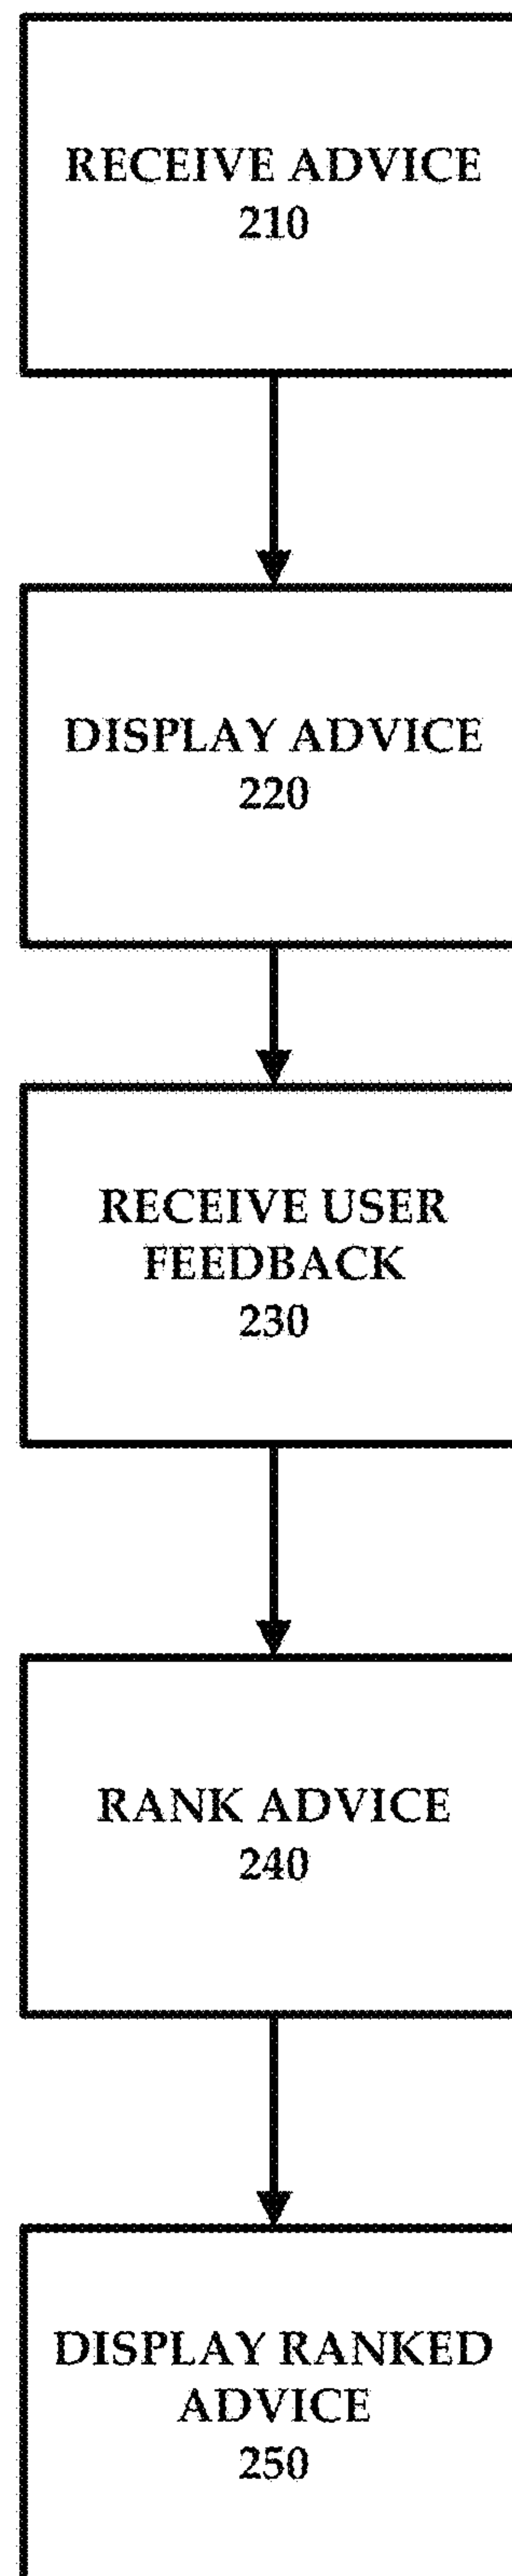 RECEIVE ADVICE
210
DISPLAY ADVICE
220
RECEIVE USER
FEEDBACK
230
RANK ADVICE
240
DISPLAY RANKED
ADVICE
250